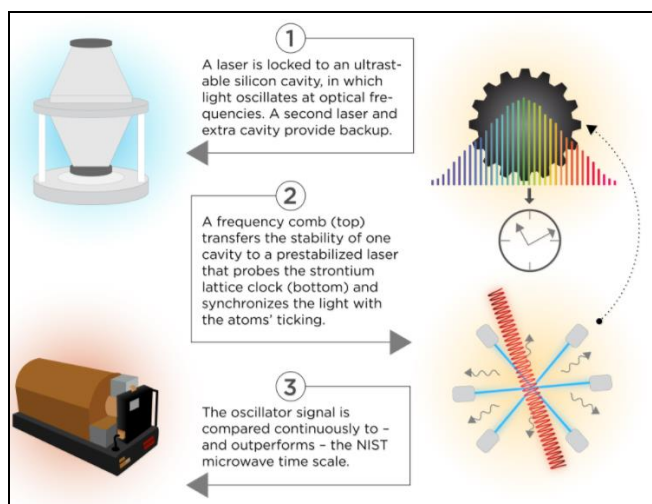 1
A laser is locked to an ultrast-
able silicon cavity, in which
light oscillates at optical fre-
quencies. A second laser and
extra cavity provide backup.
2
A frequency comb (top)
transfers the stability of one
cavity to a prestabilized laser
that probes the strontium
lattice clock (bottom) and
synchronizes the light with
the atoms’ ticking.
3
The oscillator signal is
compared continuously to –
and outperforms – the NIST
microwave time scale.